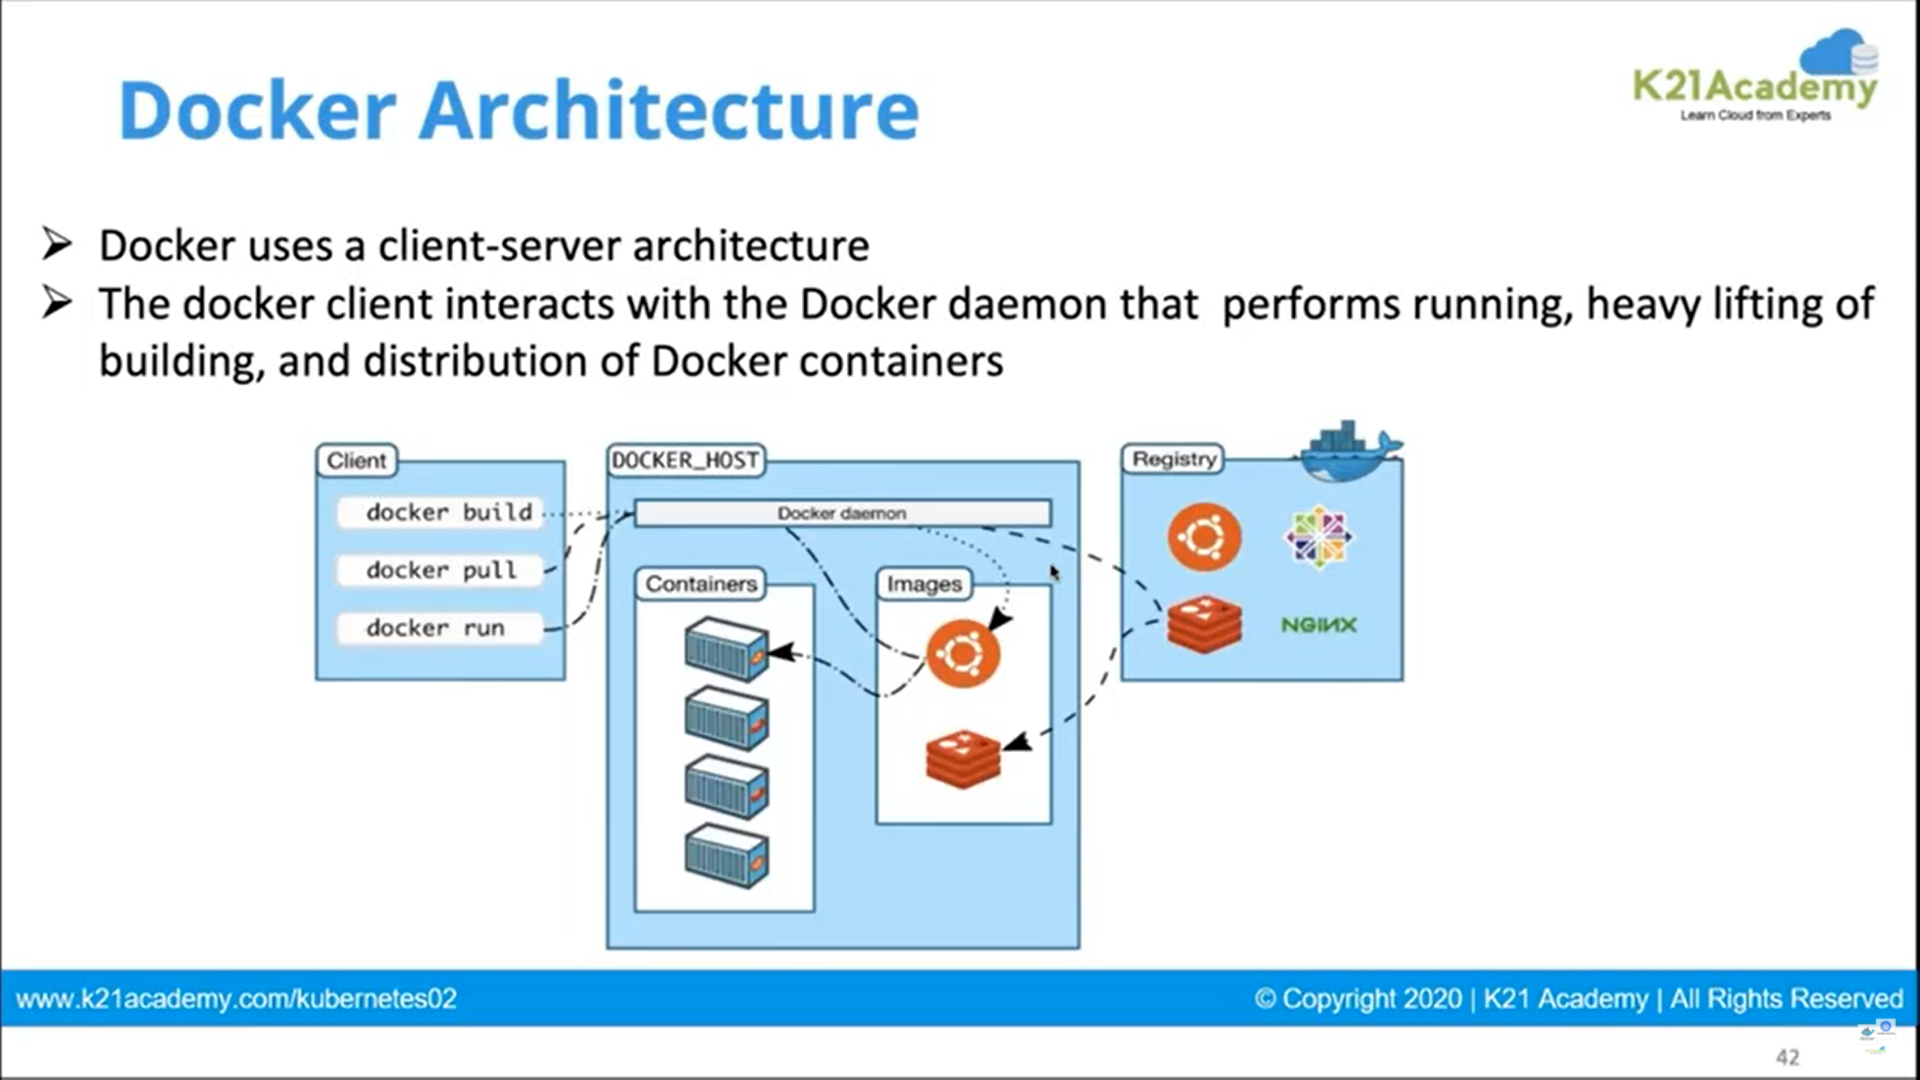 K21Academy
Learn Cloud from Experts
Docker Architecture
➢ Docker uses a client-server architecture
➢ The docker client interacts with the Docker daemon that  performs running, heavy lifting of
building, and distribution of Docker containers
Client
docker build
docker pull
docker run
DOCKER_HOST
Docker daemon
Containers
Images
Registry
NGINX
www.k21academy.com/kubernetes02
© Copyright 2020 | K21 Academy | All Rights Reserved
42